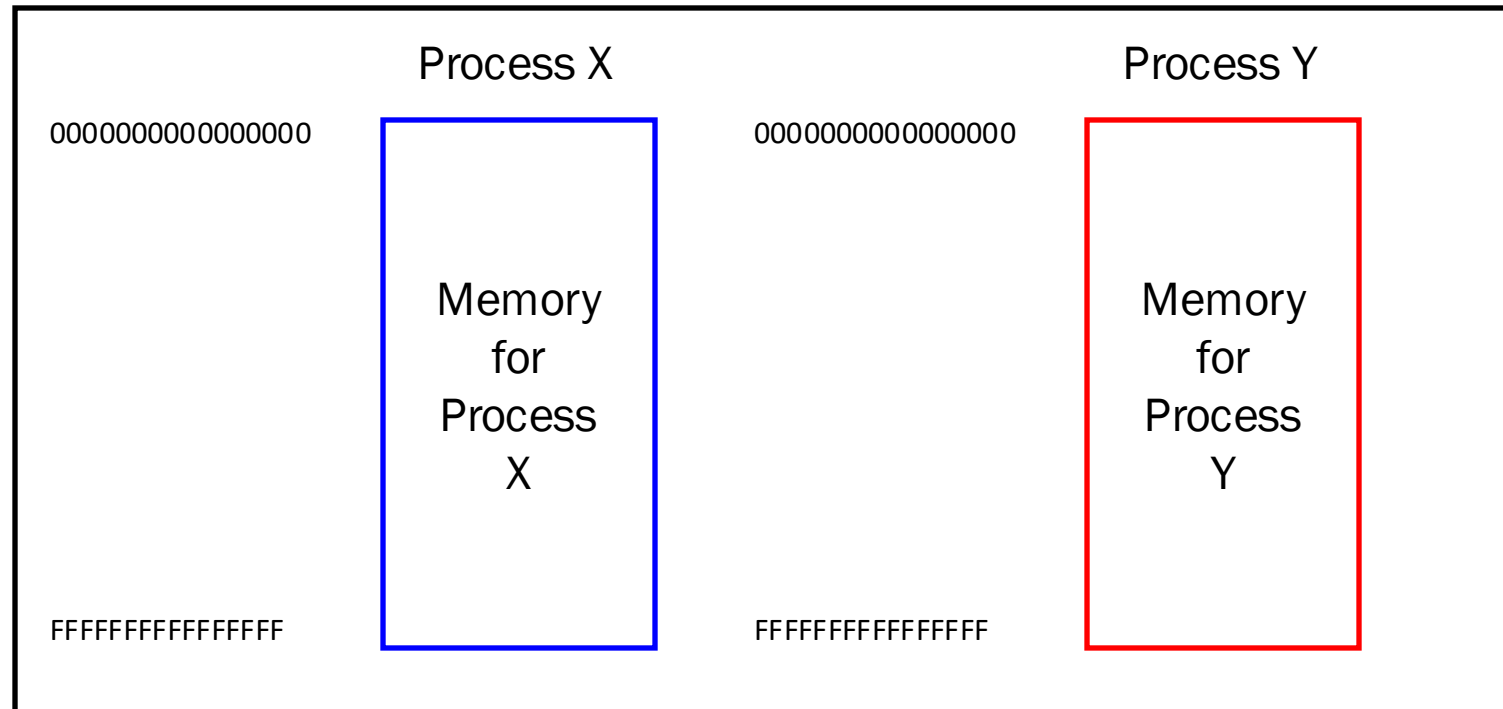 Process X
Process Y
0000000000000000
0000000000000000
Memory
for
Process
X
Memory
for
Process
Y
FFFFFFFFFFFFFFFF
FFFFFFFFFFFFFFFF